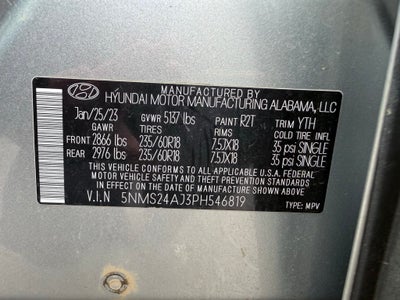 MANUFACTURED BY
HYUNDAI MOTOR MANUFACTURING ALABAMA, LLC
Jan/25/23 GVWR 5137 lbs PAINT R2T TRIM YTH
GAWR TIRES RIMS COLD TIRE INFL
FRONT 2866 lbs 235/60R18 7.5JX18 35 psi SINGLE
REAR 2976 lbs 235/60R18 7.5JX18 35 psi SINGLE
THIS VEHICLE CONFORMS TO ALL APPLICABLE FEDERAL
MOTOR VEHICLE SAFETY AND THEFT PREVENTION STANDARDS
IN EFFECT ON THE DATE OF MANUFACTURE SHOWN ABOVE.
V.I.N 5NMS24AJ3PH546819 TYPE: MPV